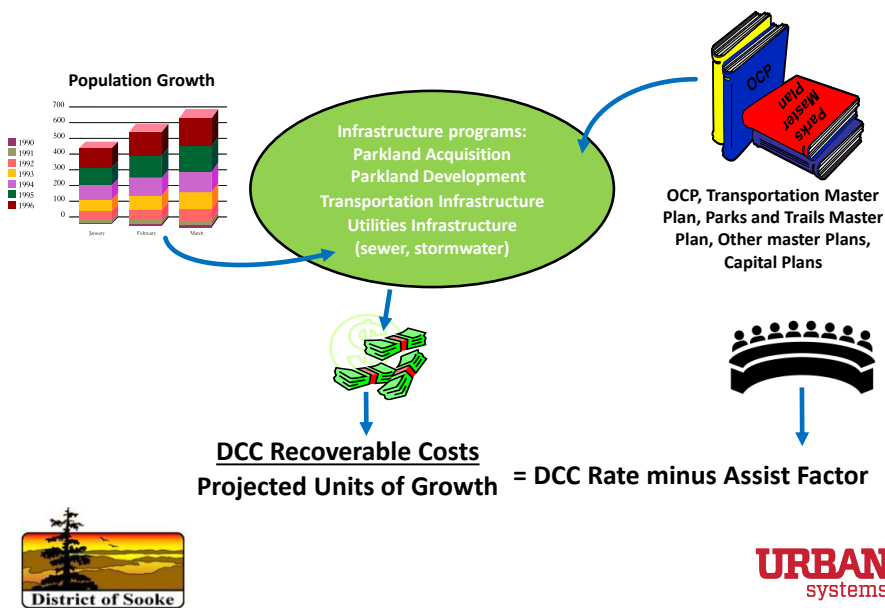 Population Growth
700
600
500
400
300
200
100
0
1990
1991
1992
1993
1994
1995
1996
January
February
March
Infrastructure programs:
Parkland Acquisition
Parkland Development
Transportation Infrastructure
Utilities Infrastructure
(sewer, stormwater)
OCP
Parks
Master
Plan
OCP, Transportation Master
Plan, Parks and Trails Master
Plan, Other master Plans,
Capital Plans
$
DCC Recoverable Costs
Projected Units of Growth
= DCC Rate minus Assist Factor
District of Sooke
URBAN
systems